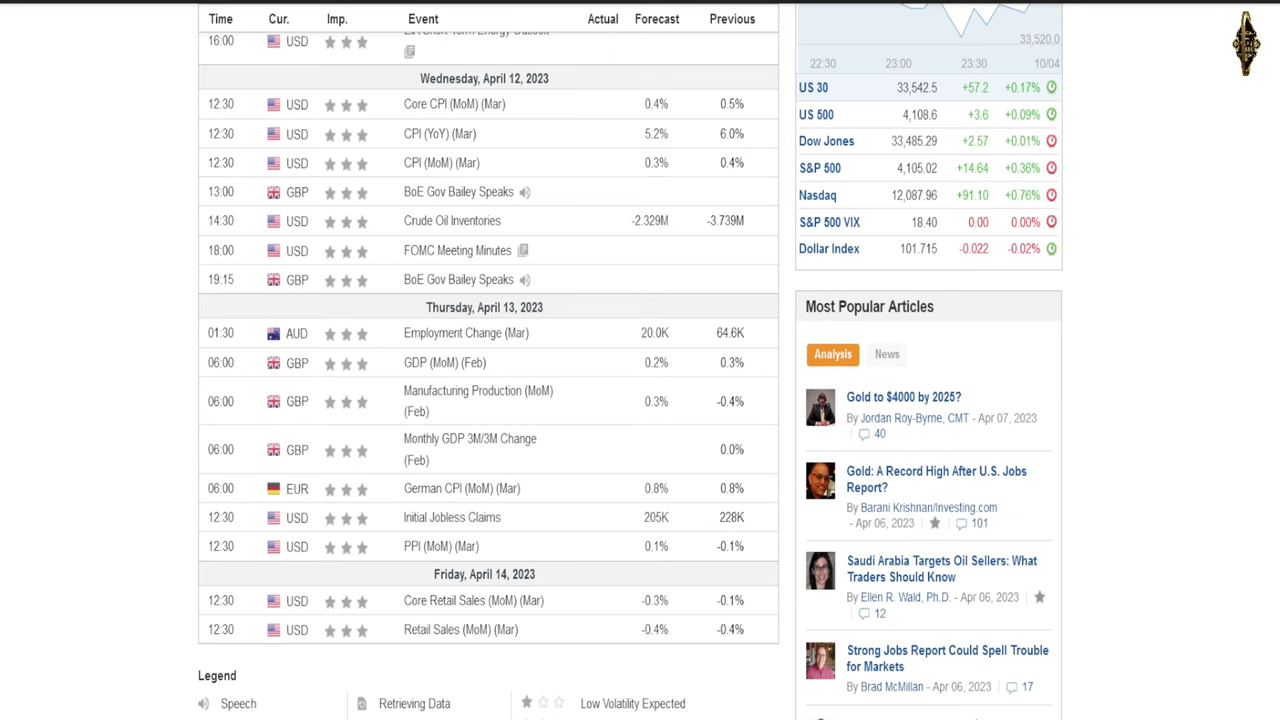 Time Cur. Imp. Event Actual Forecast Previous
16:00 USD
Wednesday, April 12, 2023
12:30 USD Core CPI (MoM) (Mar) 0.4% 0.5%
12:30 USD CPI (YoY) (Mar) 5.2% 6.0%
12:30 USD CPI (MoM) (Mar) 0.3% 0.4%
13:00 GBP BoE Gov Bailey Speaks
14:30 USD Crude Oil Inventories -2.329M -3.739M
18:00 USD FOMC Meeting Minutes
19:15 GBP BoE Gov Bailey Speaks
Thursday, April 13, 2023
01:30 AUD Employment Change (Mar) 20.0K 64.6K
06:00 GBP GDP (MoM) (Feb) 0.2% 0.3%
06:00 GBP Manufacturing Production (MoM) 0.3% -0.4%
(Feb)
06:00 GBP Monthly GDP 3M/3M Change 0.0%
(Feb)
06:00 EUR German CPI (MoM) (Mar) 0.8% 0.8%
12:30 USD Initial Jobless Claims 205K 228K
12:30 USD PPI (MoM) (Mar) 0.1% -0.1%
Friday, April 14, 2023
12:30 USD Core Retail Sales (MoM) (Mar) -0.3% -0.1%
12:30 USD Retail Sales (MoM) (Mar) -0.4% -0.4%
Legend
Speech Retrieving Data Low Volatility Expected
33,520.0
22:30 23:00 23:30 10/04
US 30 33,542.5 +57.2 +0.17%
US 500 4,108.6 +3.6 +0.09%
Dow Jones 33,485.29 +2.57 +0.01%
S&P 500 4,105.02 +14.64 +0.36%
Nasdaq 12,087.96 +91.10 +0.76%
S&P 500 VIX 18.40 0.00 0.00%
Dollar Index 101.715 -0.022 -0.02%
Most Popular Articles
Analysis News
Gold to $4000 by 2025?
By Jordan Roy-Byrne, CMT - Apr 07, 2023
40
Gold: A Record High After U.S. Jobs
Report?
By Barani Krishnan/Investing.com
- Apr 06, 2023 101
Saudi Arabia Targets Oil Sellers: What
Traders Should Know
By Ellen R. Wald, Ph.D. - Apr 06, 2023
12
Strong Jobs Report Could Spell Trouble
for Markets
By Brad McMillan - Apr 06, 2023 17